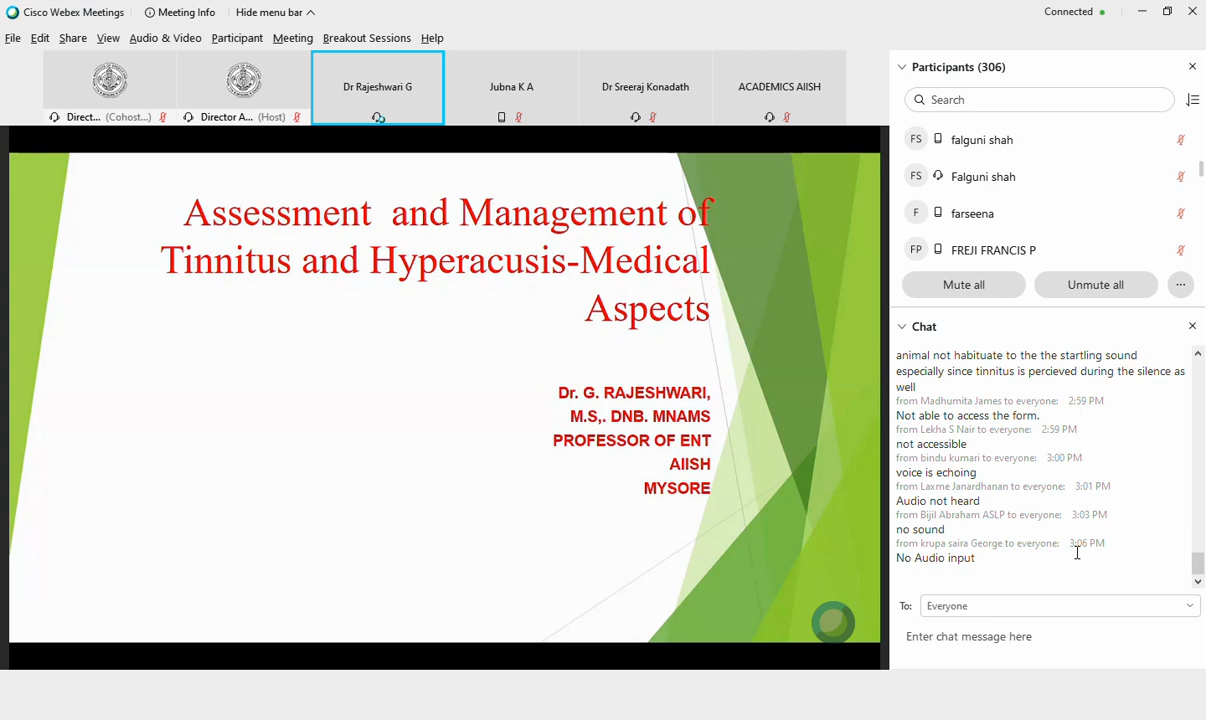 Cisco Webex Meetings
Meeting Info
Hide menu bar
Connected
File Edit Share View Audio & Video Participant Meeting Breakout Sessions Help
Dr Rajeshwari G
Jubna K A
Dr Sreeraj Konadath
ACADEMICS AIISH
Direct... (Cohost...)
Director A... (Host)
Assessment and Management of
Tinnitus and Hyperacusis-Medical
Aspects
Dr. G. RAJESHWARI,
M.S,. DNB. MNAMS
PROFESSOR OF ENT
AIISH
MYSORE
Participants (306)
Search
FS falguni shah
FS Falguni shah
F farseena
FP FREJI FRANCIS P
Mute all
Unmute all
...
Chat
animal not habituate to the the startling sound
especially since tinnitus is percieved during the silence as
well
from Madhumita James to everyone: 2:59 PM
Not able to access the form.
from Lekha S Nair to everyone: 2:59 PM
not accessible
from bindu kumari to everyone: 3:00 PM
voice is echoing
from Laxme Janardhanan to everyone: 3:01 PM
Audio not heard
from Bijil Abraham ASLP to everyone: 3:03 PM
no sound
from krupa saira George to everyone: 3:06 PM
No Audio input
To: Everyone
Enter chat message here